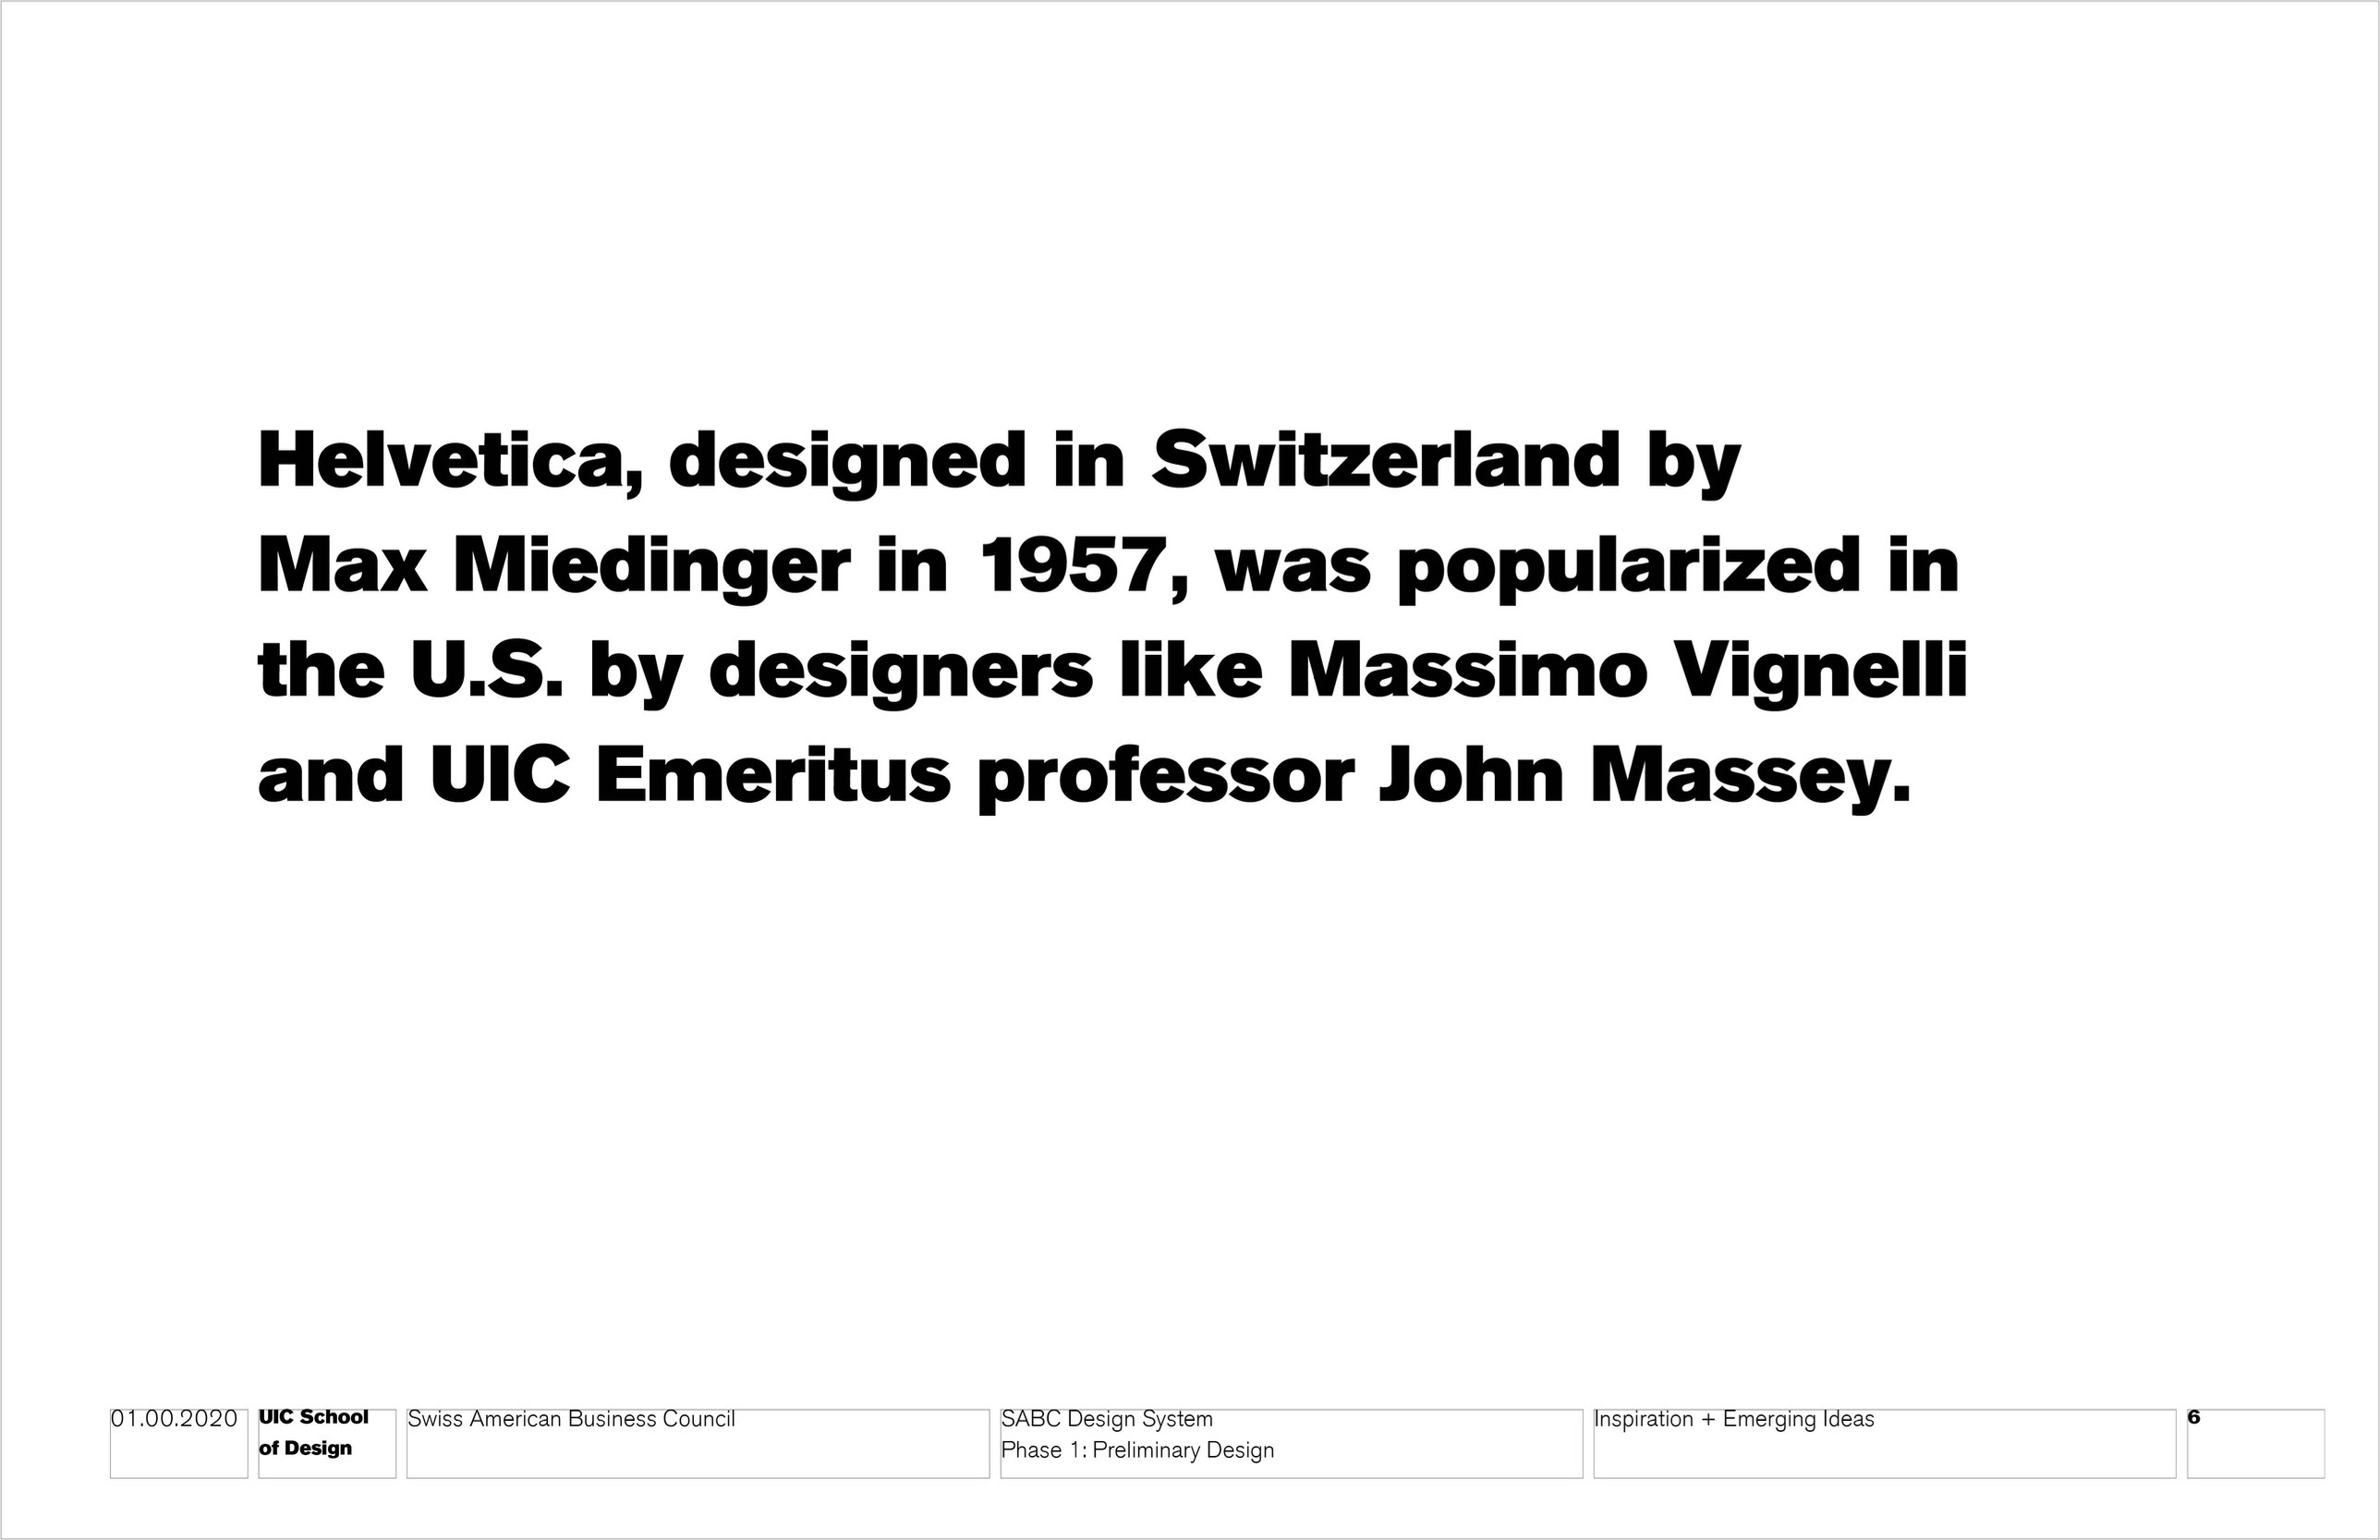 Helvetica, designed in Switzerland by
Max Miedinger in 1957, was popularized in
the U.S. by designers like Massimo Vignelli
and UIC Emeritus professor John Massey.
01.00.2020
UIC School
of Design
Swiss American Business Council
SABC Design System
Phase 1: Preliminary Design
Inspiration + Emerging Ideas
6